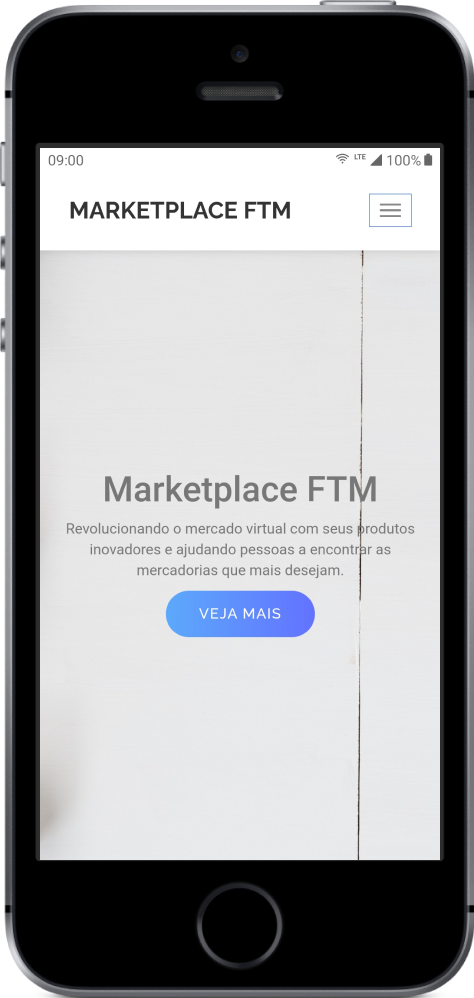 09:00 LTE 100%
MARKETPLACE FTM
Marketplace FTM
Revolucionando o mercado virtual com seus produtos
inovadores e ajudando pessoas a encontrar as
mercadorias que mais desejam.
VEJA MAIS